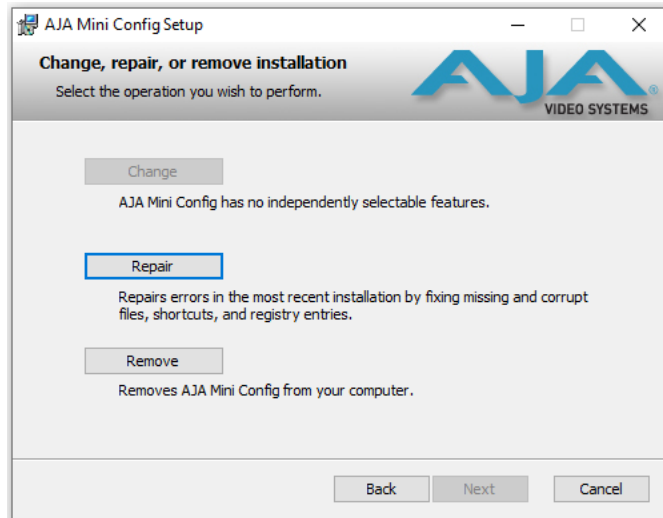 AJA Mini Config Setup
Change, repair, or remove installation
Select the operation you wish to perform.
AJA
VIDEO SYSTEMS
Change
AJA Mini Config has no independently selectable features.
Repair
Repairs errors in the most recent installation by fixing missing and corrupt
files, shortcuts, and registry entries.
Remove
Removes AJA Mini Config from your computer.
Back
Next
Cancel